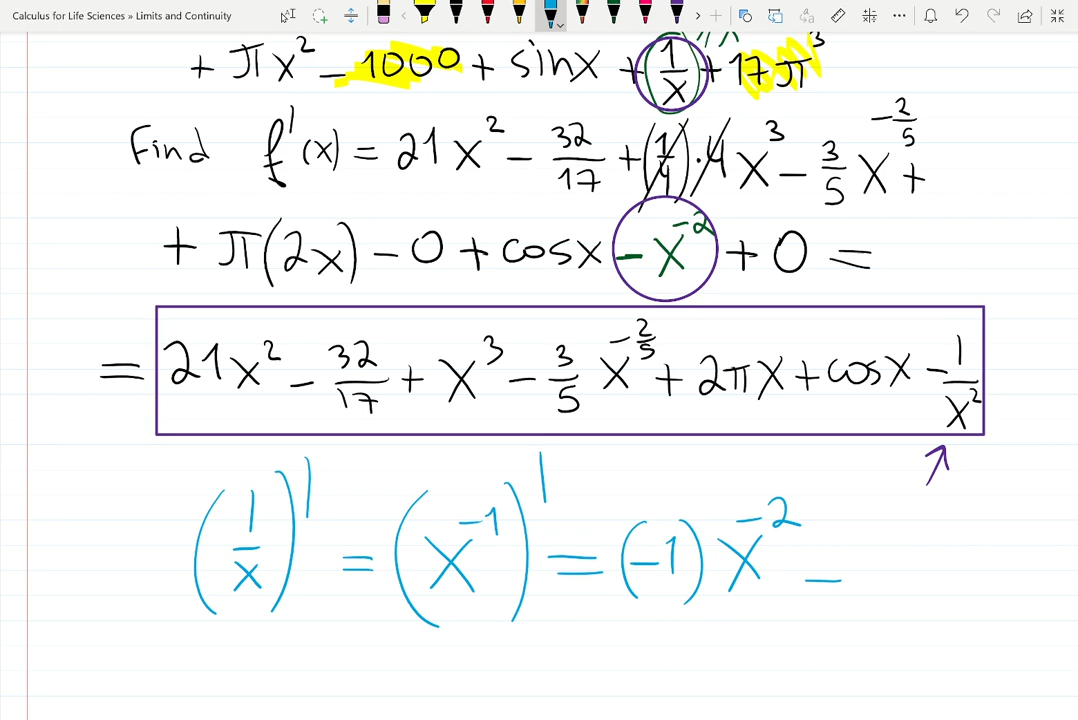 Calculus for Life Sciences » Limits and Continuity
+ πx² - 1000 + sinx + 1/x + 17π³
Find f'(x) = 21x² - 32/17 + (1/4)·4x³ - 3/5 x^(-2/5) +
+ π(2x) - 0 + cosx - x⁻² + 0 =
= 21x² - 32/17 + x³ - 3/5 x^(-2/5) + 2πx + cosx - 1/x²
(1/x)' = (x⁻¹)' = (-1)x⁻² -